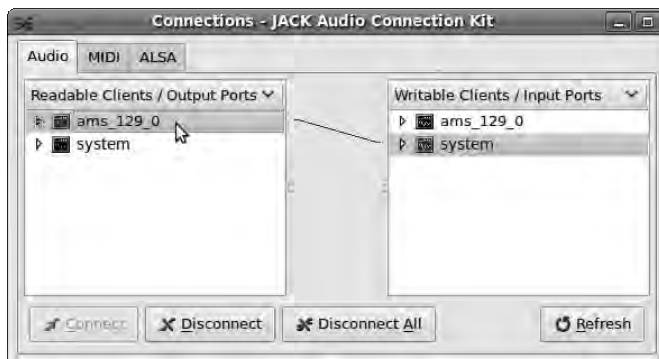 Connections - JACK Audio Connection Kit
Audio MIDI ALSA
Readable Clients / Output Ports
ams_129_0
system
Writable Clients / Input Ports
ams_129_0
system
Connect Disconnect Disconnect All Refresh